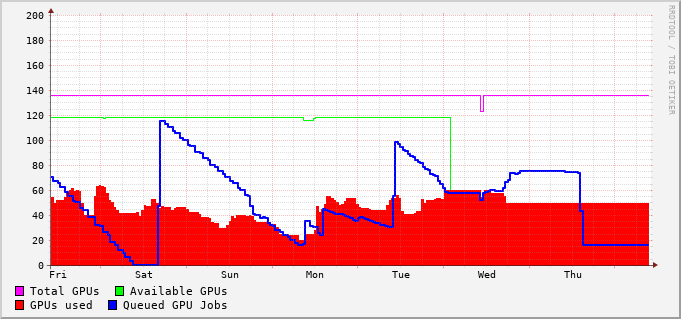 200
180
160
140
120
100
80
60
40
20
0
Fri Sat Sun Mon Tue Wed Thu
Total GPUs Available GPUs
GPUs used Queued GPU Jobs
RRDTOOL / TOBI OETIKER